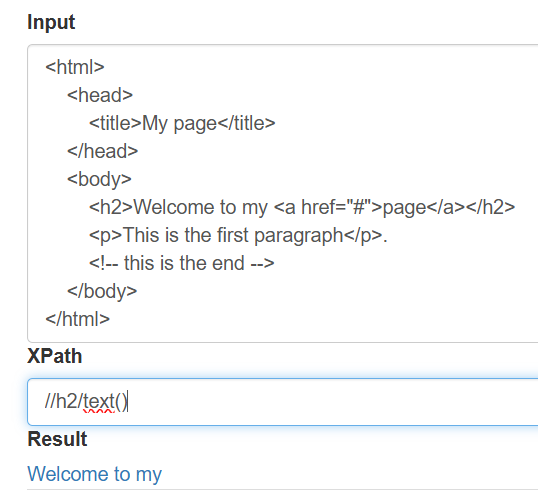 Input
<html>
<head>
<title>My page</title>
</head>
<body>
<h2>Welcome to my <a href="#">page</a></h2>
<p>This is the first paragraph</p>.
<!-- this is the end -->
</body>
</html>
XPath
//h2/text()
Result
Welcome to my